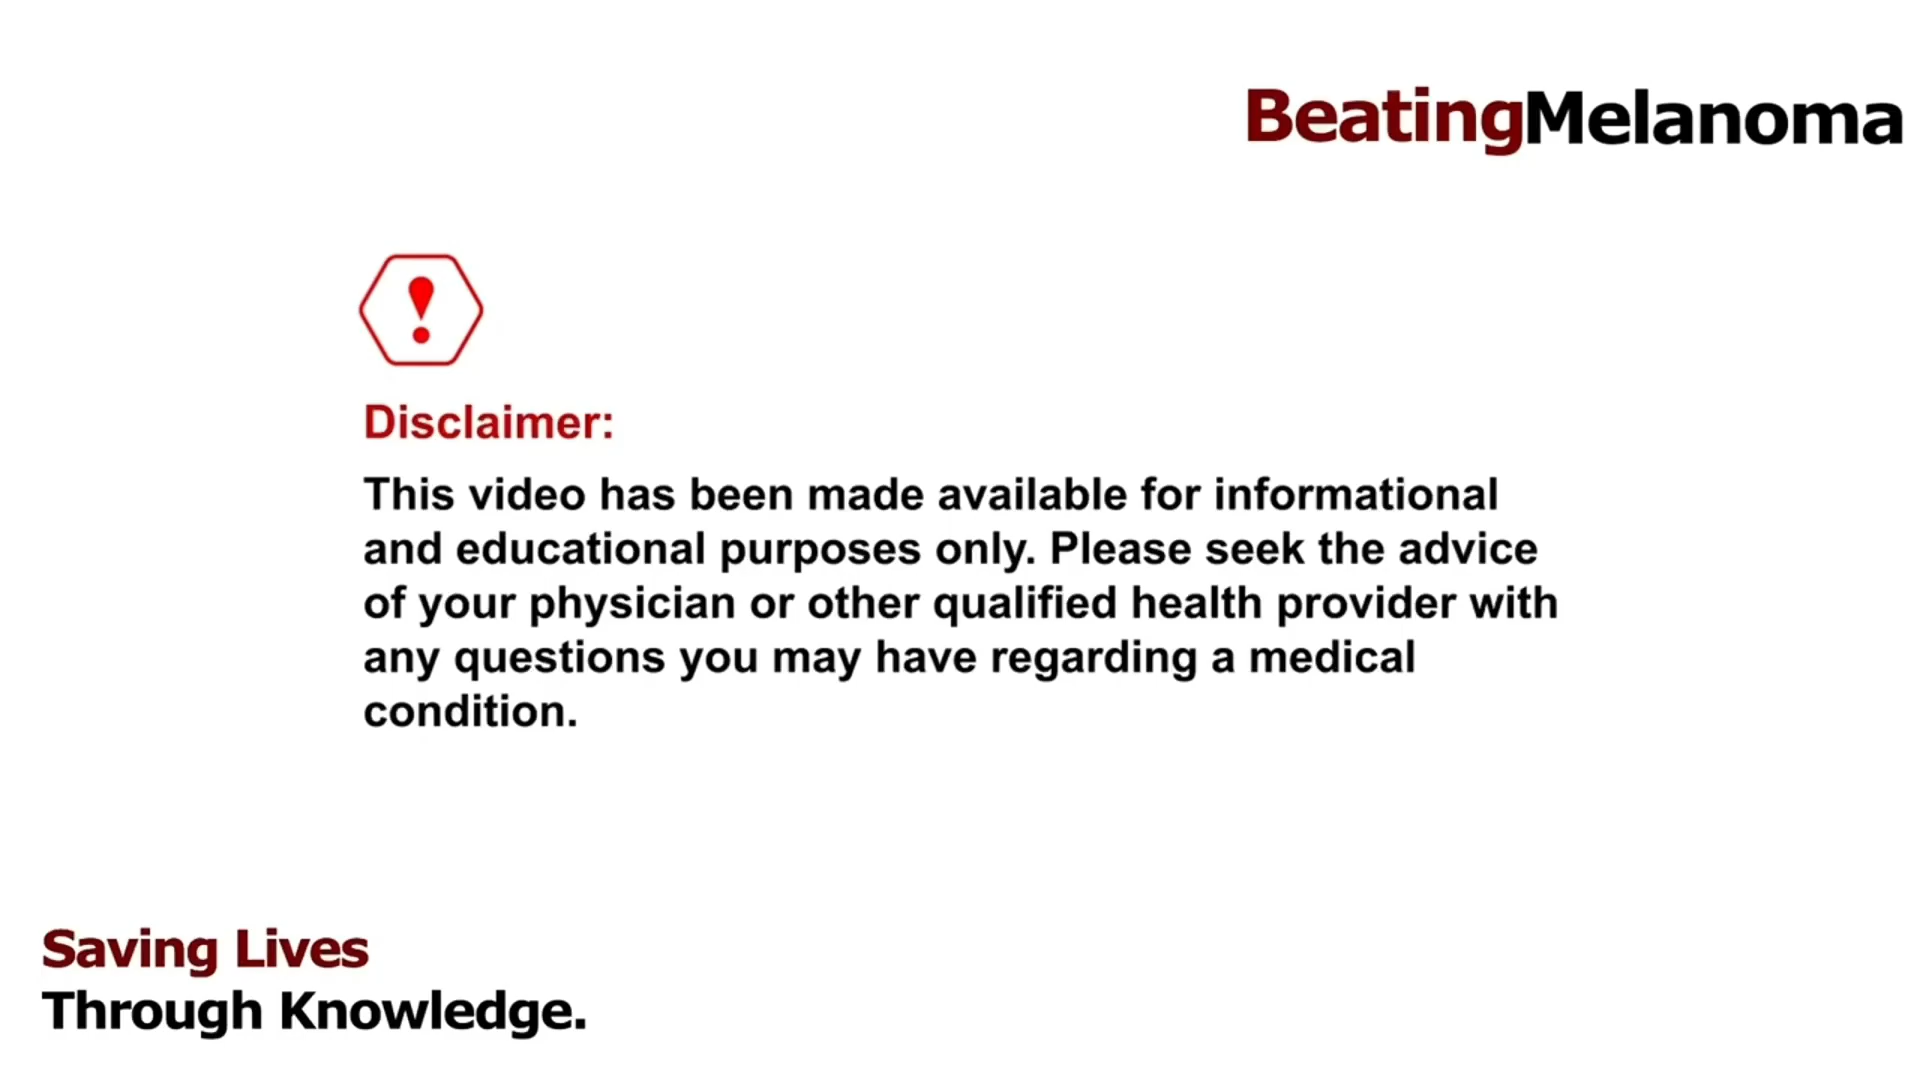 BeatingMelanoma
Disclaimer:
This video has been made available for informational
and educational purposes only. Please seek the advice
of your physician or other qualified health provider with
any questions you may have regarding a medical
condition.
Saving Lives
Through Knowledge.